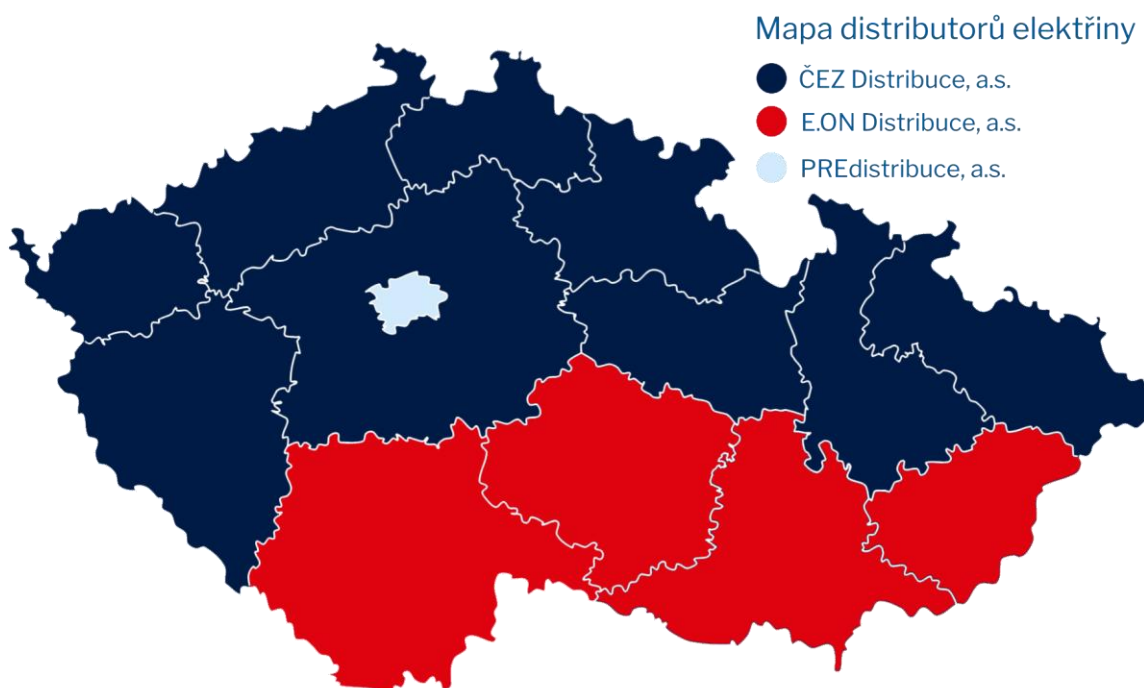 Mapa distributorů elektřiny
ČEZ Distribuce, a.s.
E.ON Distribuce, a.s.
PREdistribuce, a.s.